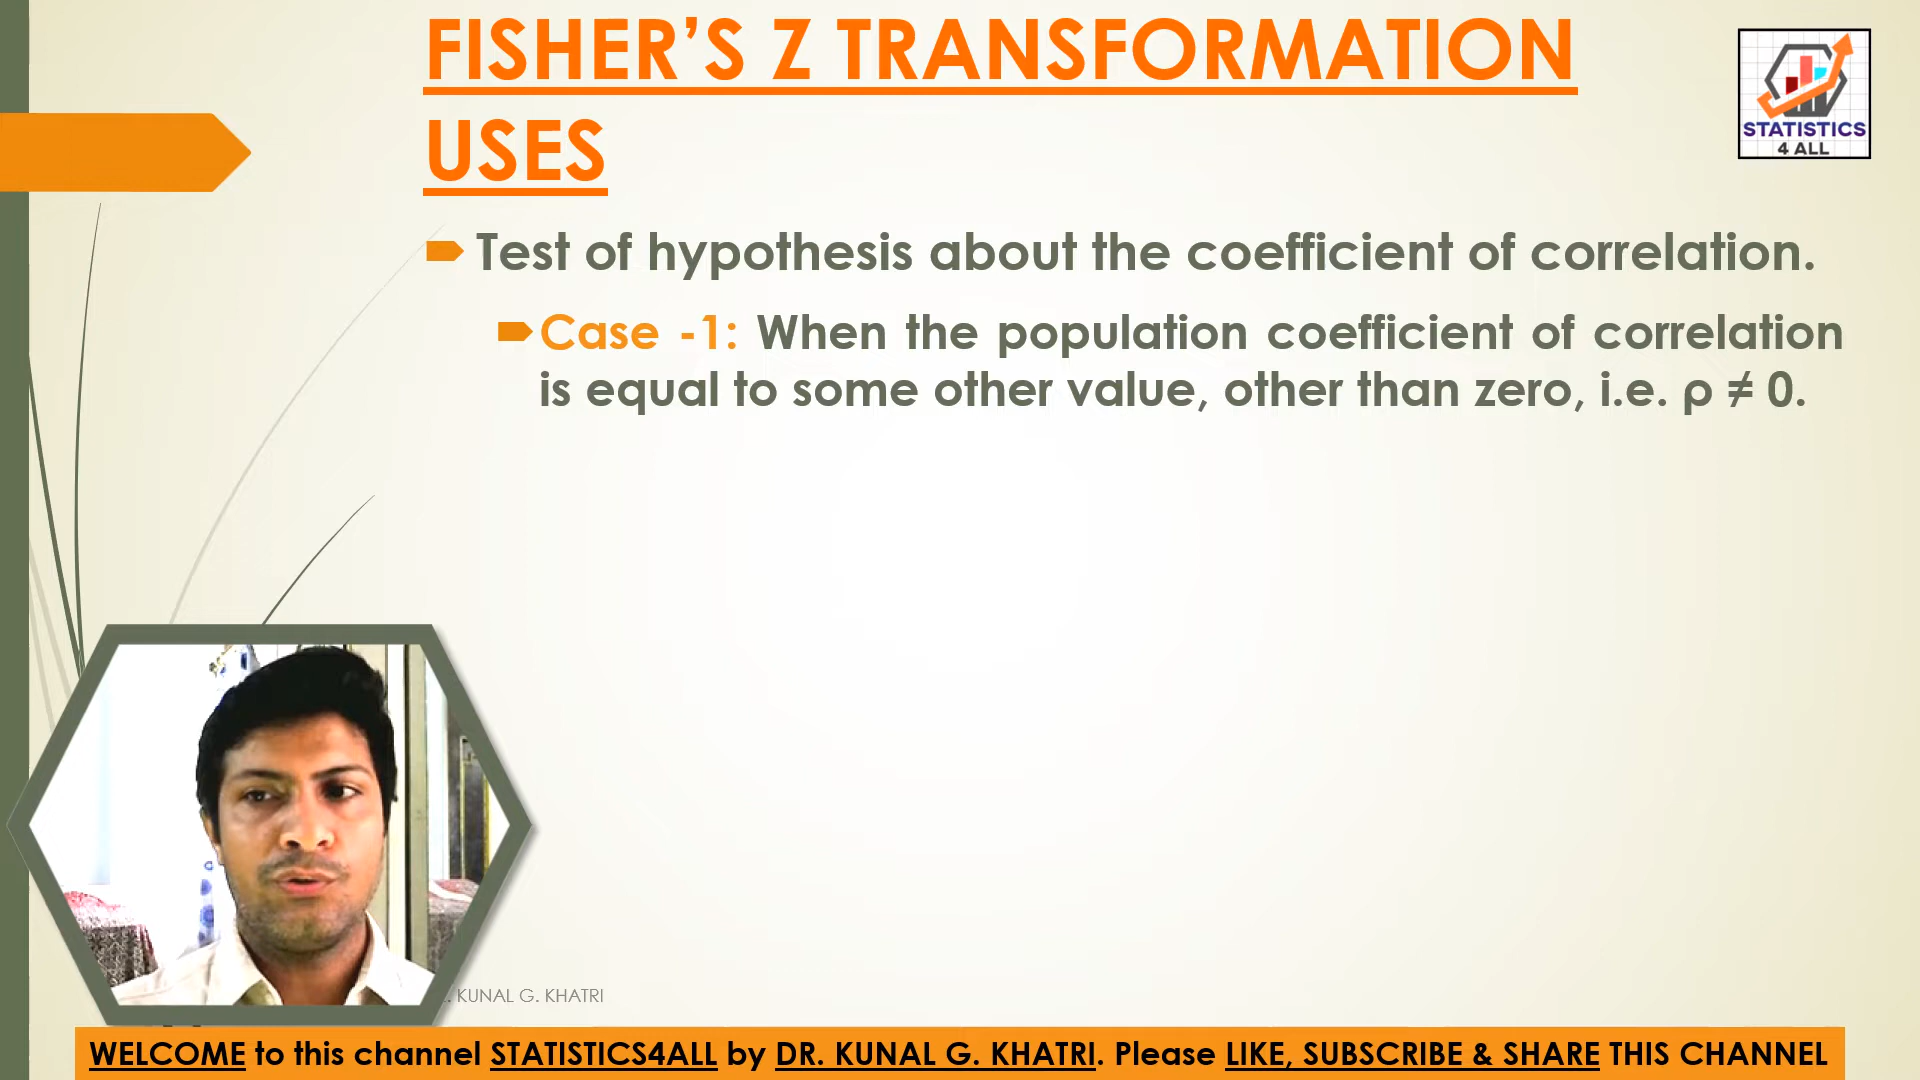 FISHER’S Z TRANSFORMATION
USES
STATISTICS
4 ALL
Test of hypothesis about the coefficient of correlation.
Case -1: When the population coefficient of correlation
is equal to some other value, other than zero, i.e. ρ ≠ 0.
. KUNAL G. KHATRI
WELCOME to this channel STATISTICS4ALL by DR. KUNAL G. KHATRI. Please LIKE, SUBSCRIBE & SHARE THIS CHANNEL